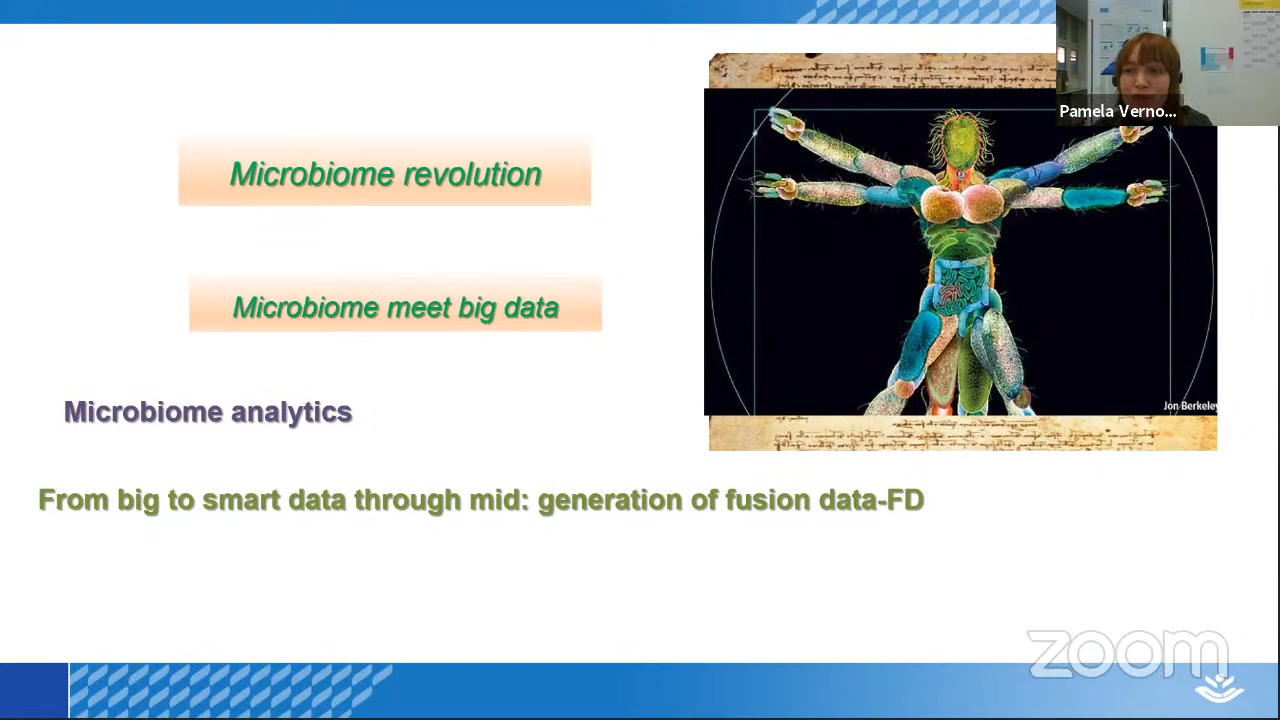 Pamela Verno...
Microbiome revolution
Microbiome meet big data
Jon Berkeley
Microbiome analytics
From big to smart data through mid: generation of fusion data-FD
zoom